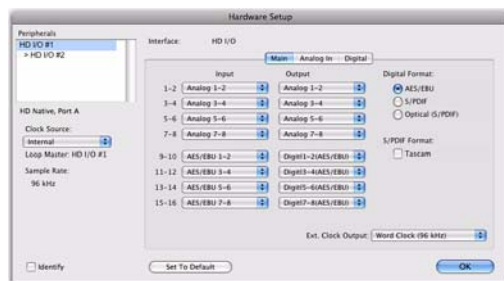 Hardware Setup
Peripherals
HD I/O #1
> HD I/O #2
HD Native, Port A
Clock Source:
Internal
Loop Master: HD I/O #1
Sample Rate:
96 kHz
Identify
Interface: HD I/O
Main Analog In Digital
Input Output
1-2 Analog 1-2 Analog 1-2
3-4 Analog 3-4 Analog 3-4
5-6 Analog 5-6 Analog 5-6
7-8 Analog 7-8 Analog 7-8
9-10 AES/EBU 1-2 Digitl1-2(AES/EBU)
11-12 AES/EBU 3-4 Digitl3-4(AES/EBU)
13-14 AES/EBU 5-6 Digitl5-6(AES/EBU)
15-16 AES/EBU 7-8 Digitl7-8(AES/EBU)
Digital Format:
AES/EBU
S/PDIF
Optical (S/PDIF)
S/PDIF Format:
Tascam
Ext. Clock Output: Word Clock (96 kHz)
Set To Default
OK